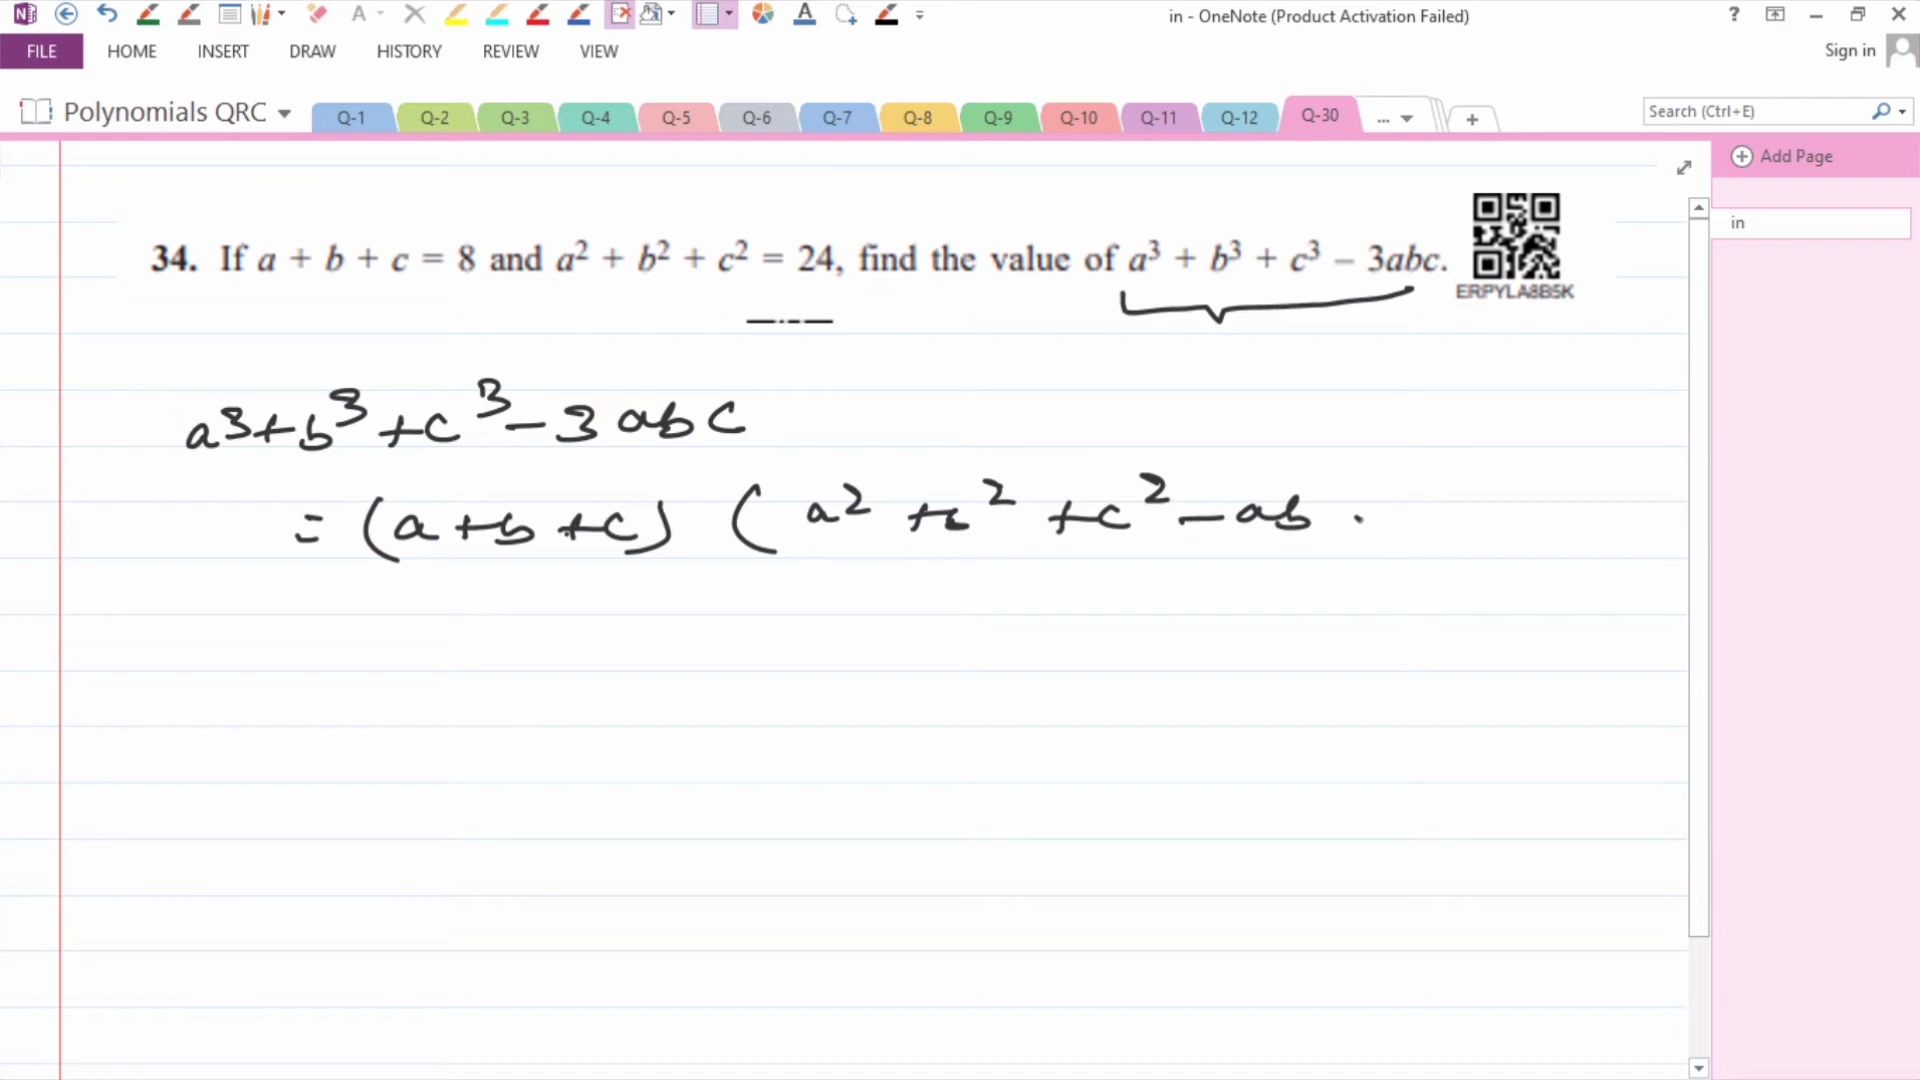 in - OneNote (Product Activation Failed)
?
FILE HOME INSERT DRAW HISTORY REVIEW VIEW
Sign in
Polynomials QRC Q-1 Q-2 Q-3 Q-4 Q-5 Q-6 Q-7 Q-8 Q-9 Q-10 Q-11 Q-12 Q-30 ... +
Search (Ctrl+E)
Add Page
in
34. If a + b + c = 8 and a² + b² + c² = 24, find the value of a³ + b³ + c³ – 3abc.
ERPYLA8B5K
a³+b³+c³-3abc
= (a+b+c) (a²+b²+c²-ab